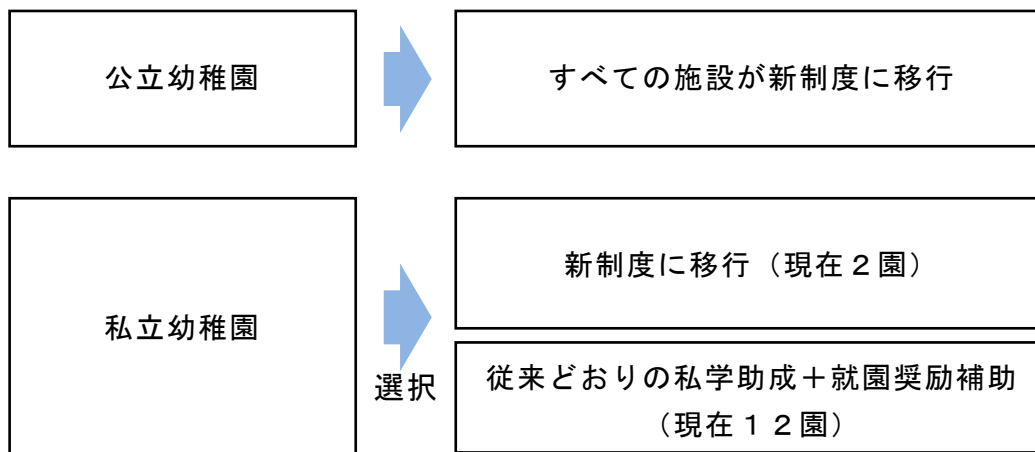 公立幼稚園
すべての施設が新制度に移行
私立幼稚園
選択
新制度に移行（現在２園）
従来どおりの私学助成＋就園奨励補助
（現在１２園）